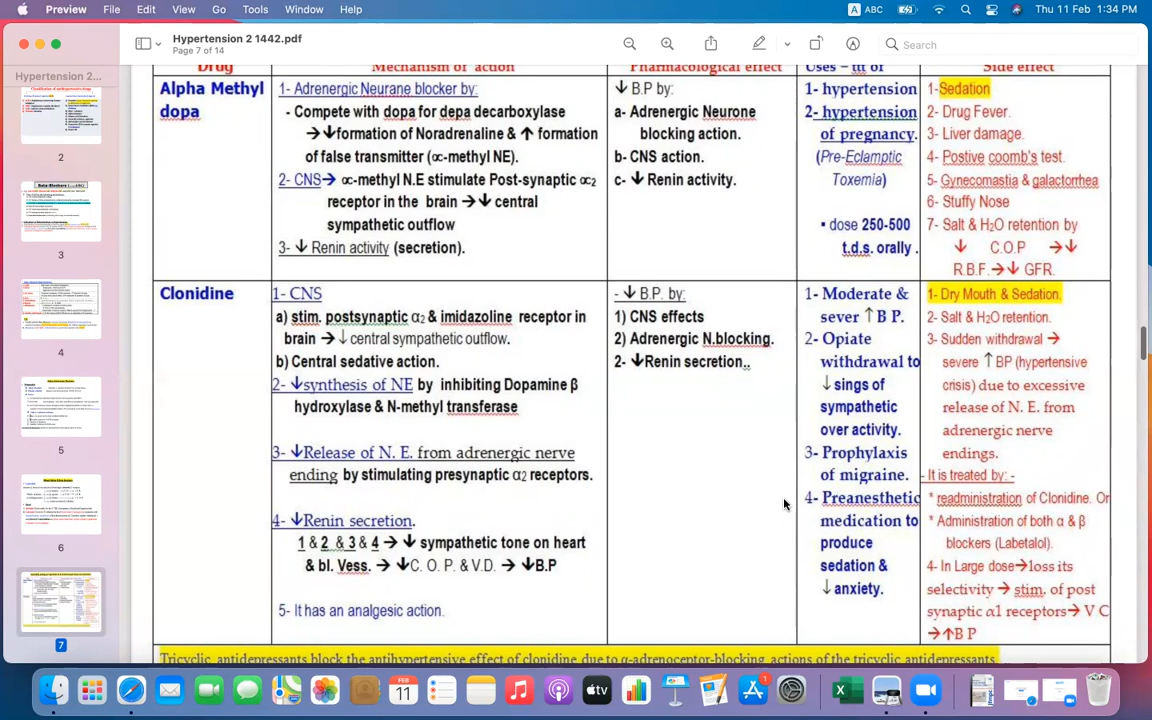 Preview File Edit View Go Tools Window Help A ABC Thu 11 Feb 1:34 PM
Hypertension 2 1442.pdf
Page 7 of 14
Search
Hypertension 2...
2
3
4
5
6
7
Drug Mechanism of action Pharmacological effect Uses – ttt of Side effect
Alpha Methyl
dopa
1- Adrenergic Neurane blocker by:
- Compete with dopa for depa decarboxylase
→↓formation of Noradrenaline & ↑ formation
of false transmitter (∝-methyl NE).
2- CNS→ ∝-methyl N.E stimulate Post-synaptic ∝2
receptor in the brain →↓ central
sympathetic outflow
3- ↓ Renin activity (secretion).
↓ B.P by:
a- Adrenergic Neurone
blocking action.
b- CNS action.
c- ↓ Renin activity.
1- hypertension
2- hypertension
of pregnancy.
(Pre-Eclamptic
Toxemia)
▪ dose 250-500
t.d.s. orally .
1-Sedation
2- Drug Fever.
3- Liver damage.
4- Postive coomb's test.
5- Gynecomastia & galactorrhea
6- Stuffy Nose
7- Salt & H2O retention by
↓ C.O.P →↓
R.B.F.→↓ GFR.
Clonidine
1- CNS
a) stim. postsynaptic α2 & imidazoline receptor in
brain →↓ central sympathetic outflow.
b) Central sedative action.
2- ↓synthesis of NE by inhibiting Dopamine β
hydroxylase & N-methyl transferase
3- ↓Release of N. E. from adrenergic nerve
ending by stimulating presynaptic α2 receptors.
4- ↓Renin secretion.
1 & 2 & 3 & 4 → ↓ sympathetic tone on heart
& bl. Vess. → ↓C. O. P. & V.D. → ↓B.P
5- It has an analgesic action.
- ↓ B.P. by:
1) CNS effects
2) Adrenergic N.blocking.
2- ↓Renin secretion..
1- Moderate &
sever ↑B P.
2- Opiate
withdrawal to
↓ sings of
sympathetic
over activity.
3- Prophylaxis
of migraine.
4- Preanesthetic
medication to
produce
sedation &
↓anxiety.
1- Dry Mouth & Sedation.
2- Salt & H2O retention.
3- Sudden withdrawal →
severe ↑BP (hypertensive
crisis) due to excessive
release of N. E. from
adrenergic nerve
endings.
- It is treated by: -
* readministration of Clonidine. Or
* Administration of both α & β
blockers (Labetalol).
4- In Large dose→loss its
selectivity → stim. of post
synaptic α1 receptors→ V C
→↑B P
Tricyclic antidepressants block the antihypertensive effect of clonidine due to α-adrenoceptor-blocking actions of the tricyclic antidepressants.
FEB
11
tv
1